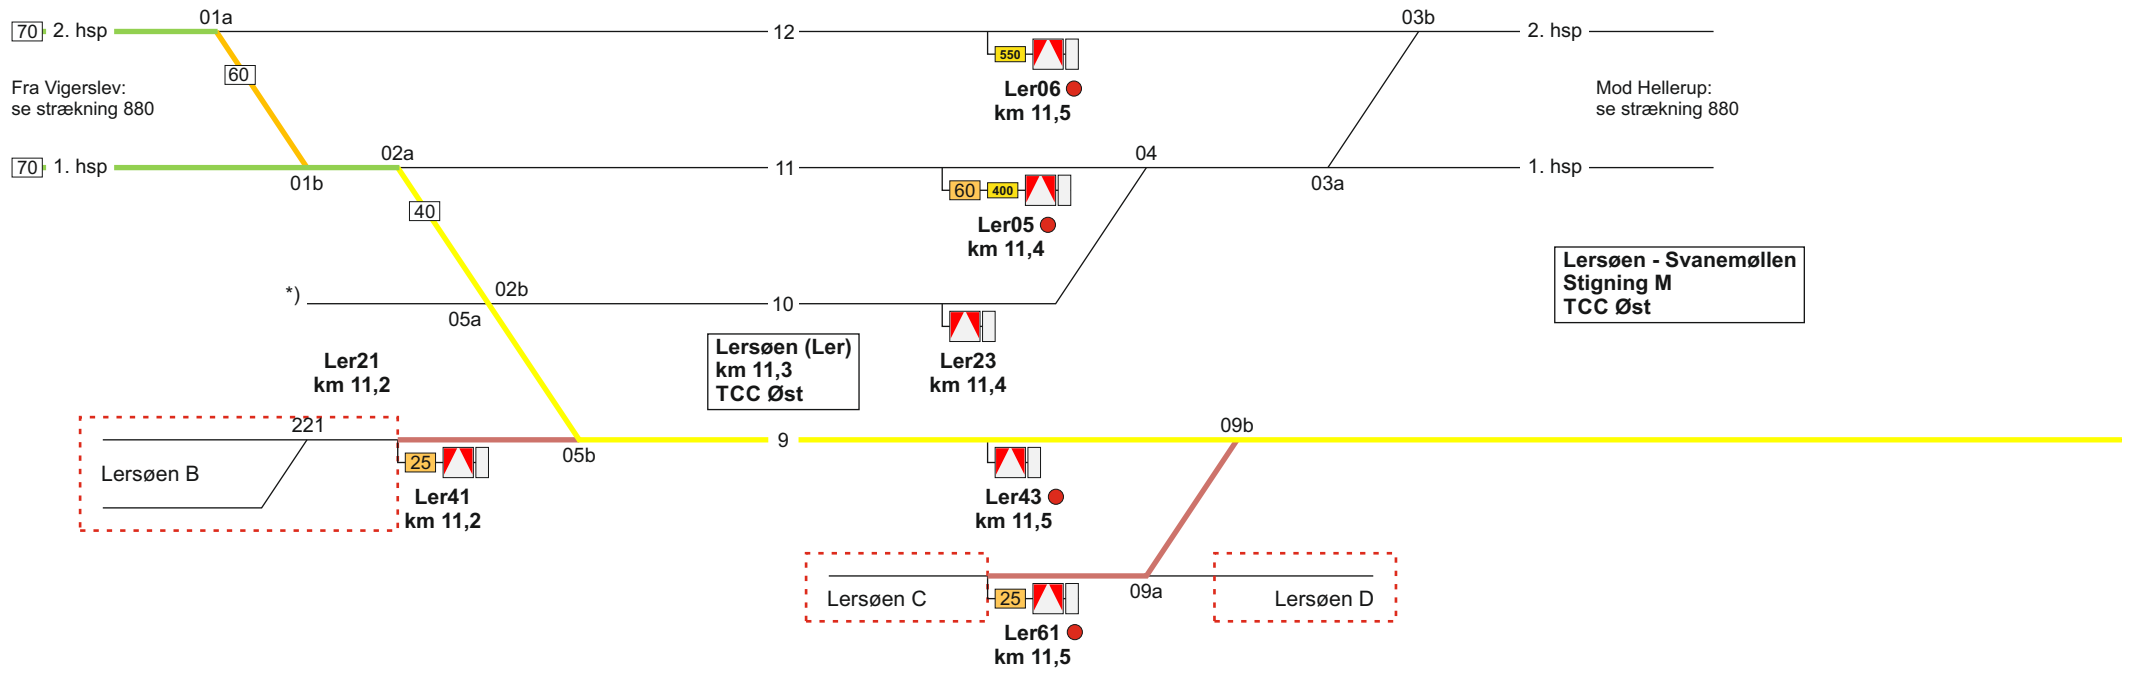 01a
03b
70 2. hsp
12
2. hsp
60
550
Fra Vigerslev:
se strækning 880
Ler06
km 11,5
Mod Hellerup:
se strækning 880
02a
04
70 1. hsp
11
1. hsp
01b
03a
40
60 400
Ler05
km 11,4
Lersøen - Svanemøllen
Stigning M
TCC Øst
*)
02b
10
05a
Ler21
km 11,2
Lersøen (Ler)
km 11,3
TCC Øst
Ler23
km 11,4
221
09b
9
05b
Lersøen B
25
Ler41
km 11,2
Ler43
km 11,5
09a
Lersøen C
25
Lersøen D
Ler61
km 11,5